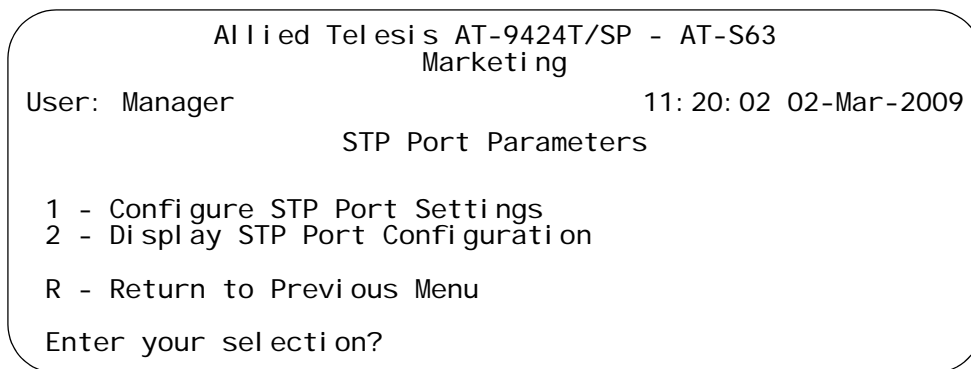 Allied Telesis AT-9424T/SP - AT-S63
Marketing
User: Manager 11:20:02 02-Mar-2009
STP Port Parameters
1 - Configure STP Port Settings
2 - Display STP Port Configuration
R - Return to Previous Menu
Enter your selection?